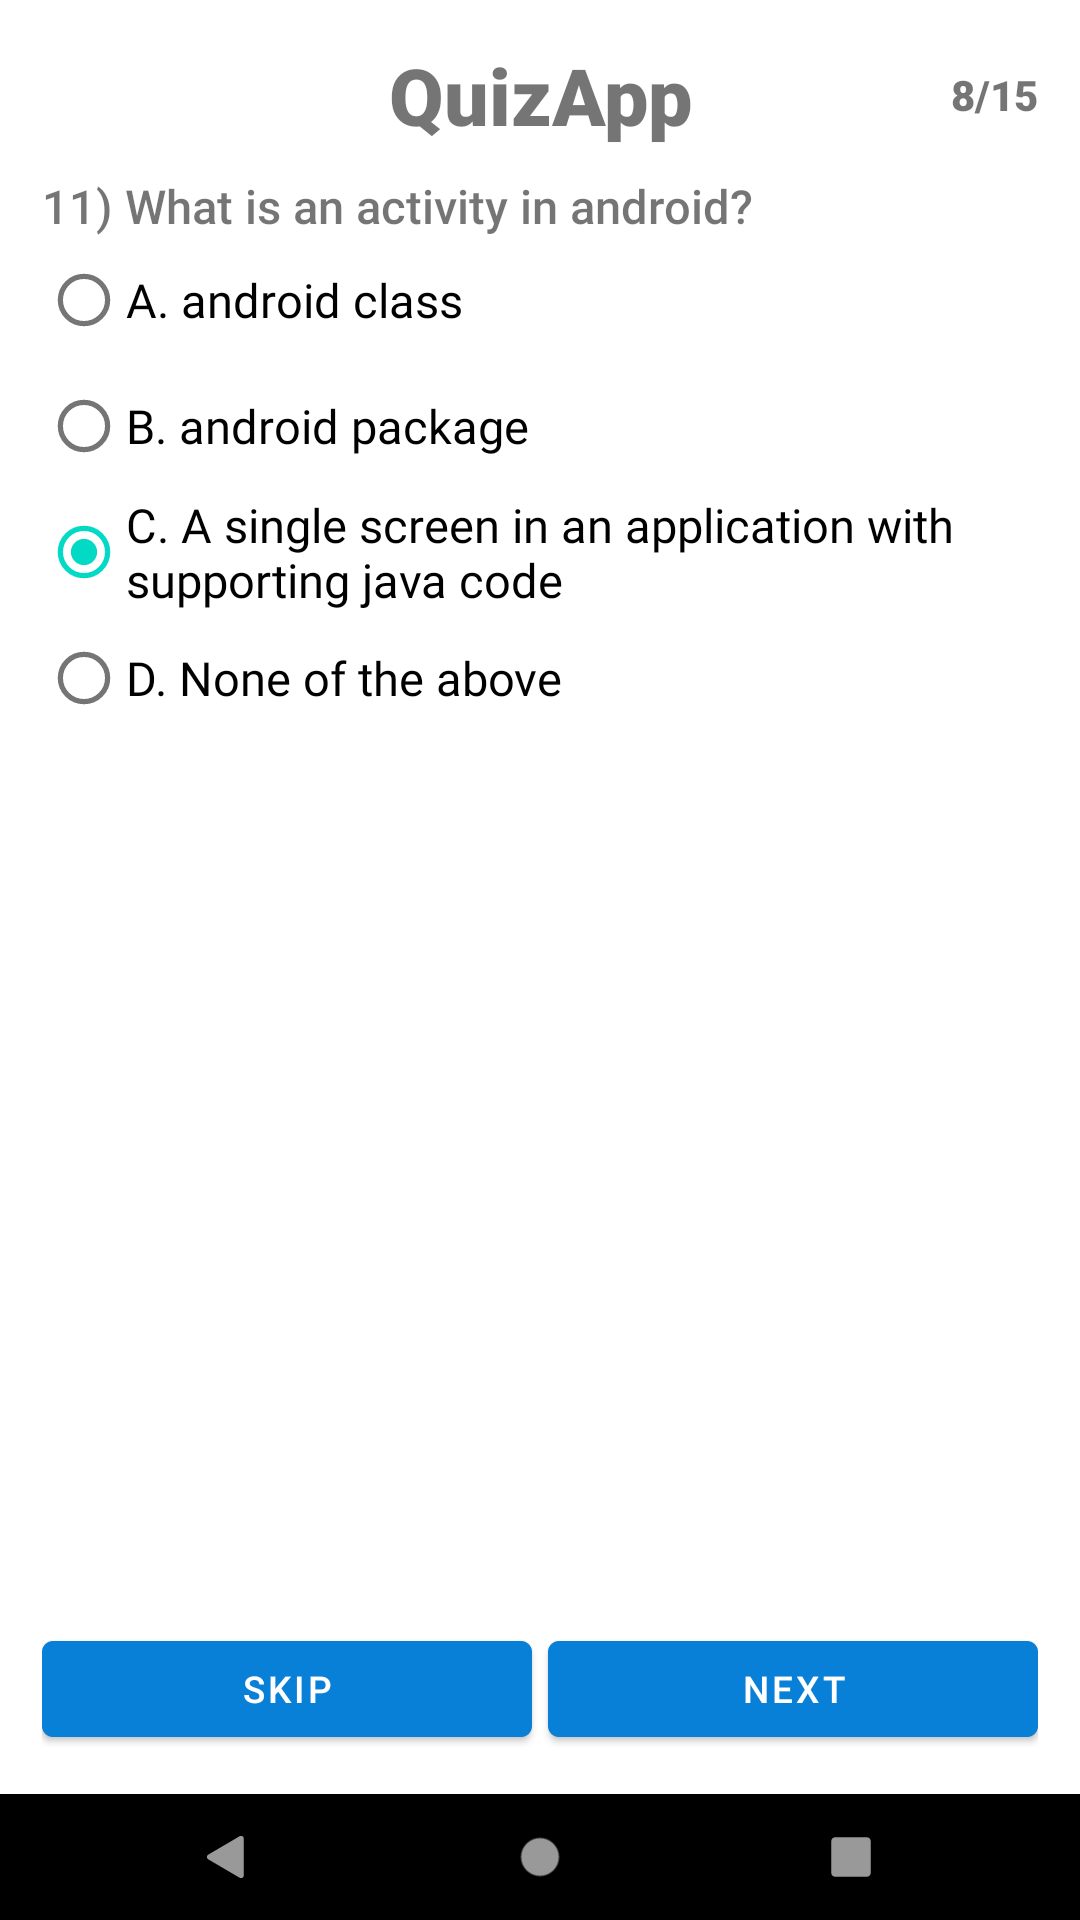 QuizApp
8/15
11) What is an activity in android?
A. android class
B. android package
C. A single screen in an application with
supporting java code
D. None of the above
SKIP
NEXT